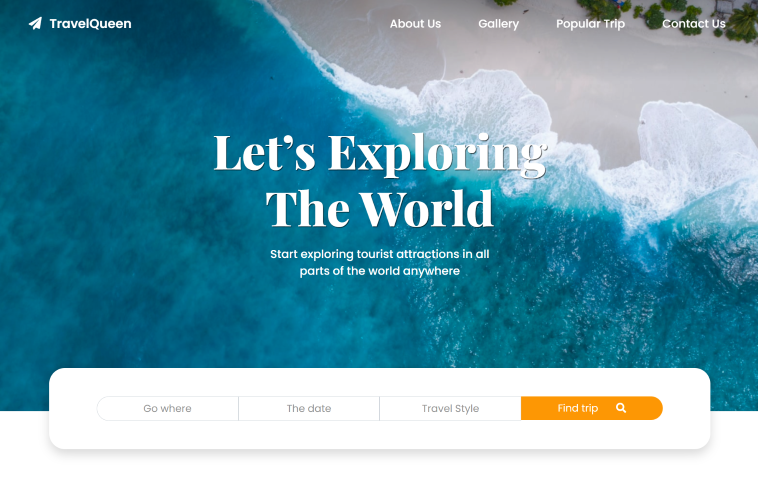 TravelQueen
About Us Gallery Popular Trip Contact Us
Let’s Exploring
The World
Start exploring tourist attractions in all
parts of the world anywhere
Go where The date Travel Style Find trip